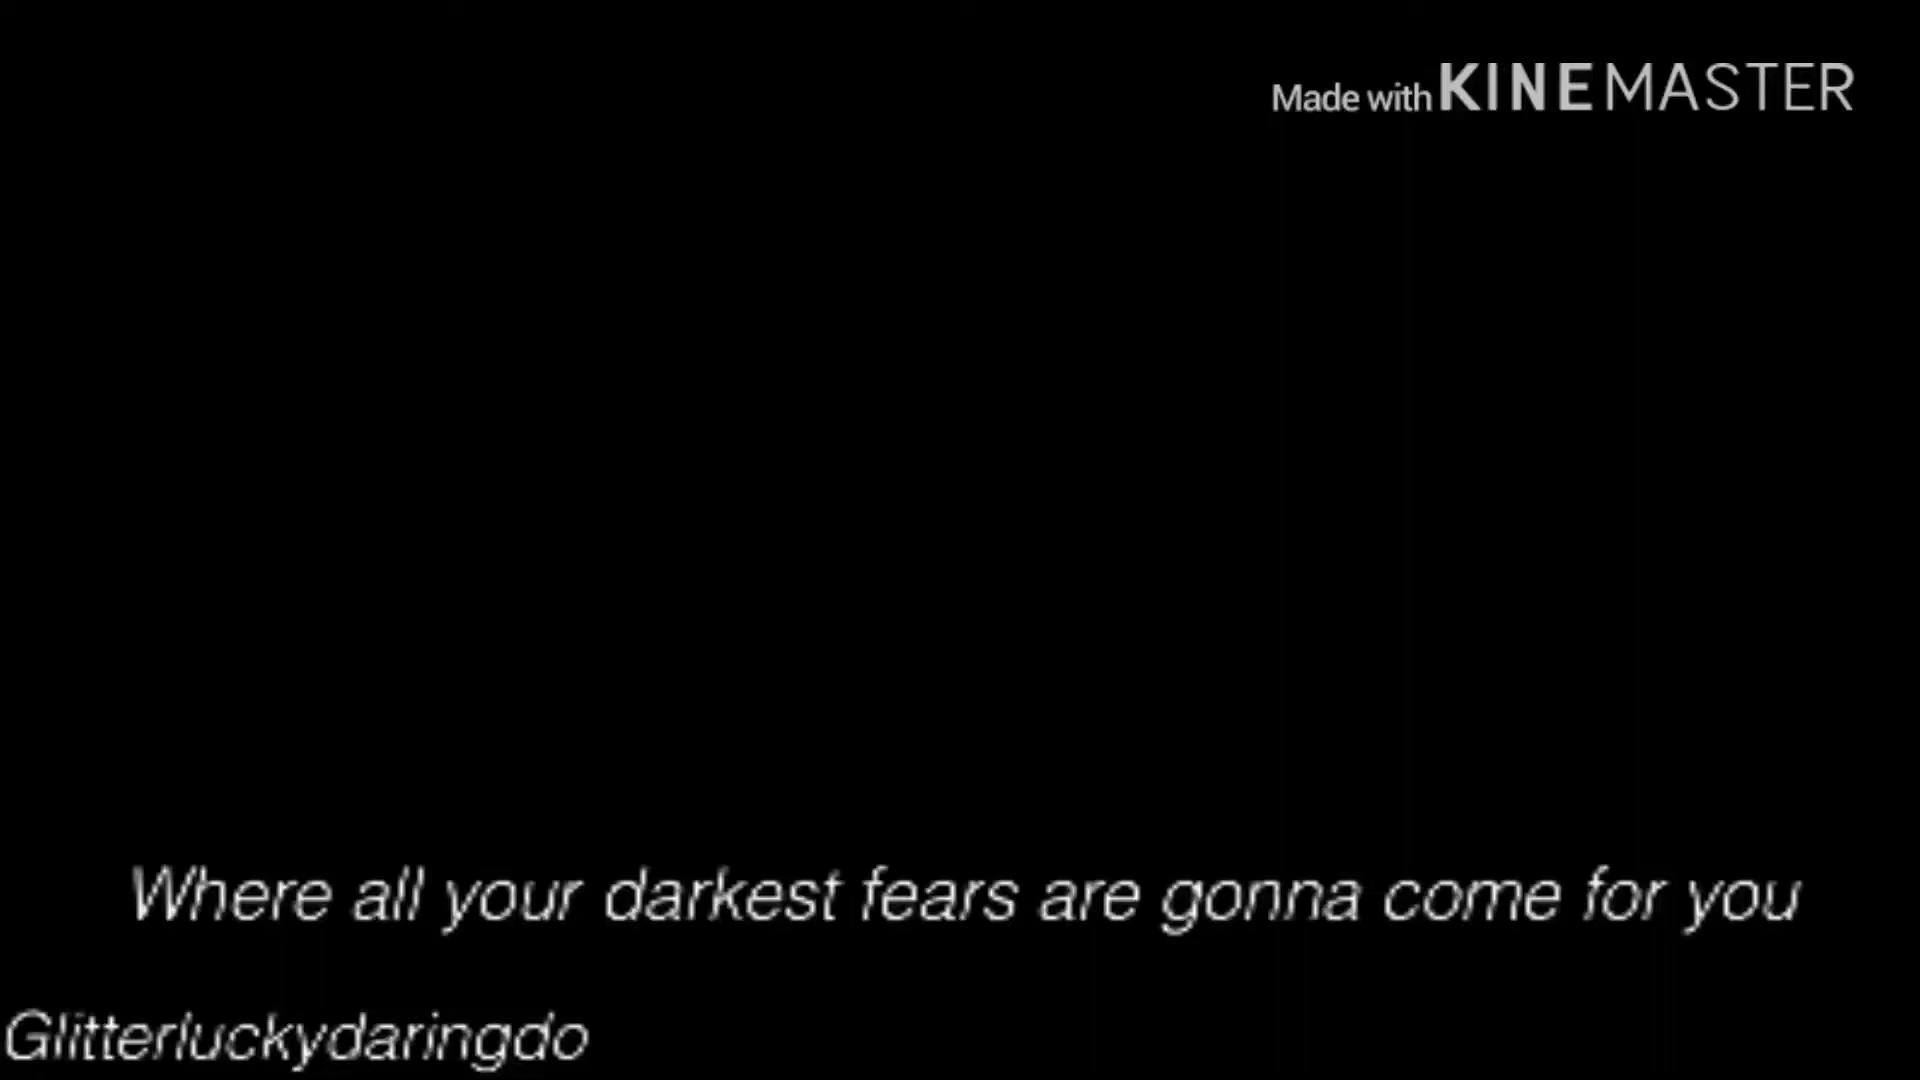 Made with KINEMASTER
Where all your darkest fears are gonna come for you
Glitterluckydaringdo